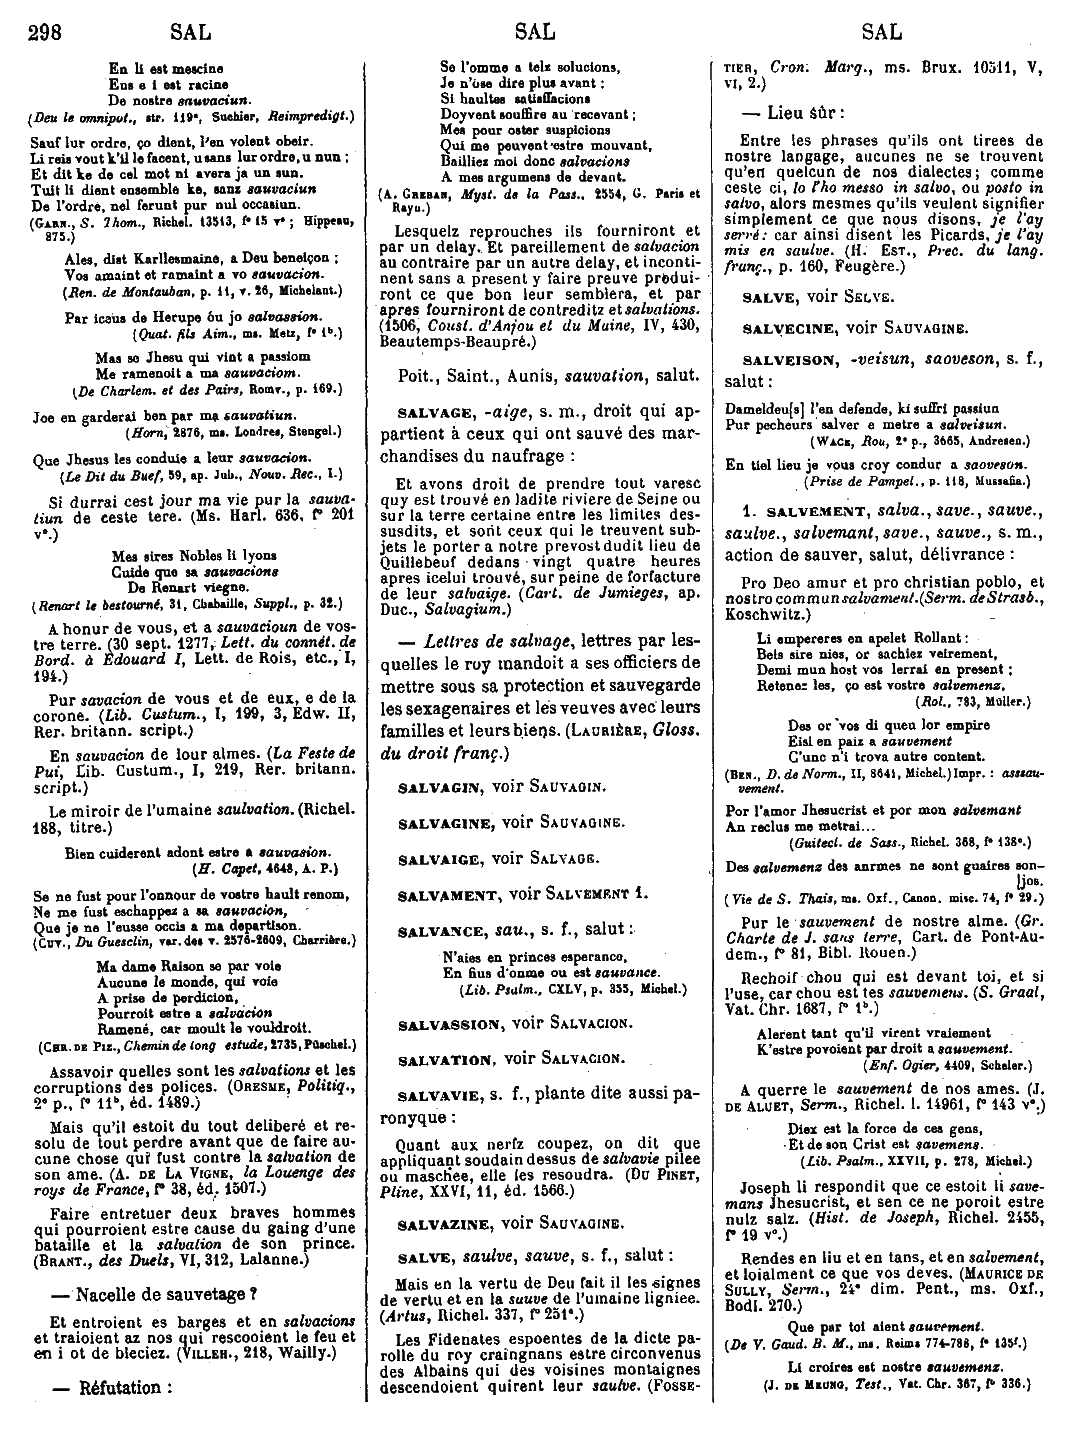 298 SAL SAL SAL
En li est mescine
Ens e i est racine
De nostre sauvaciun.
(Deu le omnipot., str. 119ª, Suchier, Reimpredigt.)
Sauf lur ordre, ço dient, l'en volent obeir.
Li reis vout k'il le facent, u sans lur ordre, u nun ;
Et dit ke de cel mot ni avera ja un sun.
Tuit li dient ensemble ke, sanz sauvaciun
De l'ordre, nel ferunt pur nul occasiun.
(GARN., S. Thom., Richel. 13513, fº 15 vº ; Hippeau,
875.)
Ales, dist Karllesmaine, a Deu beneiçon ;
Vos amaint et ramaint a vo sauvacion.
(Ren. de Montauban, p. 11, v. 26, Michelant.)
Par iceus de Herupe ou jo salvassion.
(Quat. fils Aim., ms. Metz, fº 1ᵇ.)
Mas se Jhesu qui vint a passiom
Me ramenoit a ma sauvaciom.
(De Charlem. et des Pairs, Romv., p. 169.)
Joe en garderai ben par ma sauvatiun.
(Horn, 2876, ms. Londres, Stengel.)
Que Jhesus les conduie a leur sauvacion.
(Le Dit du Buef, 59, ap. Jub., Nouv. Rec., I.)
Si durrai cest jour ma vie pur la sauva-
tiun de ceste tere. (Ms. Harl. 636, fº 201
vº.)
Mes sires Nobles li lyons
Cuide que sa sauvacions
De Renart viegne.
(Renart le bestourné, 31, Chabaille, Suppl., p. 32.)
A honur de vous, et a sauvacioun de vos-
tre terre. (30 sept. 1277, Lett. du connét. de
Bord. à Édouard I, Lett. de Rois, etc., I,
194.)
Pur savacion de vous et de eux, e de la
corone. (Lib. Custum., I, 199, 3, Edw. II,
Rer. britann. script.)
En sauvacion de lour almes. (La Feste de
Pui, Lib. Custum., I, 219, Rer. britann.
script.)
Le miroir de l'umaine saulvation. (Richel.
188, titre.)
Bien cuiderent adont estre a sauvasion.
(H. Capet, 4648, A. P.)
Se ne fust pour l'onnour de vostre hault renom,
Ne me fust eschappez a sa sauvacion,
Que je ne l'eusse occis a ma departison.
(CUV., Du Guesclin, var. des v. 2576-2609, Charrière.)
Ma dame Raison se par voie
Aucune le monde, qui voie
A prise de perdicion,
Pourroit estre a salvacion
Ramené, car moult le vouldroit.
(CHR. DE PIZ., Chemin de long estude, 2735, Püschel.)
Assavoir quelles sont les salvations et les
corruptions des polices. (ORESME, Politiq.,
2º p., fº 11ᵇ, éd. 1489.)
Mais qu'il estoit du tout deliberé et re-
solu de tout perdre avant que de faire au-
cune chose qui fust contre la salvation de
son ame. (A. DE LA VIGNE, la Louenge des
roys de France, fº 38, éd. 1507.)
Faire entretuer deux braves hommes
qui pourroient estre cause du gaing d'une
bataille et la salvation de son prince.
(BRANT., des Duels, VI, 312, Lalanne.)
— Nacelle de sauvetage ?
Et entroient es barges et en salvacions
et traioient az nos qui rescooient le feu et
en i ot de bleciez. (VILLEH., 218, Wailly.)
— Réfutation :
Se l'omme a telz solucions,
Je n'ose dire plus avant ;
Si haultes satisffacions
Doyvent souffire au recevant ;
Mes pour oster suspicions
Qui me peuvent estre mouvant,
Bailliez moi donc salvacions
A mes argumens de devant.
(A. GREBAN, Myst. de la Pass., 2554, G. Paris et
Rayn.)
Lesquelz reprouches ils fourniront et
par un delay. Et pareillement de salvacion
au contraire par un autre delay, et inconti-
nent sans a present y faire preuve produi-
ront ce que bon leur semblera, et par
apres fourniront de contreditz et salvations.
(1506, Coust. d'Anjou et du Maine, IV, 430,
Beautemps-Beaupré.)
Poit., Saint., Aunis, sauvation, salut.
SALVAGE, -aige, s. m., droit qui ap-
partient à ceux qui ont sauvé des mar-
chandises du naufrage :
Et avons droit de prendre tout varesc
quy est trouvé en ladite riviere de Seine ou
sur la terre certaine entre les limites des-
susdits, et sont ceux qui le treuvent sub-
jets le porter a notre prevost dudit lieu de
Quillebeuf dedans vingt quatre heures
apres icelui trouvé, sur peine de forfacture
de leur salvaige. (Cart. de Jumieges, ap.
Duc., Salvagium.)
— Lettres de salvage, lettres par les-
quelles le roy mandoit a ses officiers de
mettre sous sa protection et sauvegarde
les sexagenaires et les veuves avec leurs
familles et leurs biens. (LAURIÈRE, Gloss.
du droit franç.)
SALVAGIN, voir SAUVAGIN.
SALVAGINE, voir SAUVAGINE.
SALVAIGE, voir SALVAGE.
SALVAMENT, voir SALVEMENT 1.
SALVANCE, sau., s. f., salut :
N'aies en princes esperance,
En fius d'onme ou est sauvance.
(Lib. Psalm., CXLV, p. 355, Michel.)
SALVASSION, voir SALVACION.
SALVATION, voir SALVACION.
SALVAVIE, s. f., plante dite aussi pa-
ronyque :
Quant aux nerfz coupez, on dit que
appliquant soudain dessus de salvavie pilee
ou maschee, elle les resoudra. (DU PINET,
Pline, XXVI, 11, éd. 1566.)
SALVAZINE, voir SAUVAGINE.
SALVE, saulve, sauve, s. f., salut :
Mais en la vertu de Deu fait il les signes
de vertu et en la sauve de l'umaine ligniee.
(Artus, Richel. 337, fº 251ª.)
Les Fidenates espoentes de la dicte pa-
rolle du roy craingnans estre circonvenus
des Albains qui des voisines montaignes
descendoient quirent leur saulve. (FOSSE-
TIER, Cron. Marg., ms. Brux. 10511, V,
VI, 2.)
— Lieu sûr :
Entre les phrases qu'ils ont tirees de
nostre langage, aucunes ne se trouvent
qu'en quelcun de nos dialectes ; comme
ceste ci, Io l'ho messo in salvo, ou posto in
salvo, alors mesmes qu'ils veulent signifier
simplement ce que nous disons, je l'ay
serré : car ainsi disent les Picards, je l'ay
mis en saulve. (H. EST., Prec. du lang.
franç., p. 160, Feugère.)
SALVE, voir SELVE.
SALVECINE, voir SAUVAGINE.
SALVEISON, -veisun, saoveson, s. f.,
salut :
Dameldeu[s] l'en defende, ki suffri passiun
Pur pecheurs salver e metre a salveisun.
(WACE, Rou, 2º p., 3665, Andresen.)
En tiel lieu je vous croy condur a saoveson.
(Prise de Pampel., p. 118, Mussafia.)
1. SALVEMENT, salva., save., sauve.,
saulve., salvemant, save., sauve., s. m.,
action de sauver, salut, délivrance :
Pro Deo amur et pro christian poblo, et
nostro commun salvament. (Serm. de Strasb.,
Koschwitz.)
Li empereres en apelet Rollant :
Bels sire nies, or sachiez veirement,
Demi mun host vos lerrai en present ;
Retenez les, ço est vostre salvemenz,
(Rol., 783, Müller.)
Des or vos di queu lor empire
Eisi en paiz a sauvement
C'unc n'i trova autre content.
(BEN., D. de Norm., II, 8641, Michel.) Impr. : asssau-
vement.
Por l'amor Jhesucrist et por mon salvemant
An reclus me metrai...
(Guitecl. de Sass., Richel. 368, fº 138ª.)
Des salvemenz des anrmes ne sont guaires son-
[jos.
(Vie de S. Thais, ms. Oxf., Canon. misc. 74, fº 29.)
Pur le sauvement de nostre alme. (Gr.
Charte de J. sans terre, Cart. de Pont-Au-
dem., fº 81, Bibl. Rouen.)
Rechoif chou qui est devant toi, et si
l'use, car chou est tes sauvemens. (S. Graal,
Vat. Chr. 1687, fº 1ᵇ.)
Alerent tant qu'il virent vraiement
K'estre povoient par droit a sauvement.
(Enf. Ogier, 4409, Scheler.)
A querre le sauvement de nos ames. (J.
DE ALUET, Serm., Richel. l. 14961, fº 143 vº.)
Diex est la force de ces gens,
Et de son Crist est savemens.
(Lib. Psalm., XXVII, p. 278, Michel.)
Joseph li respondit que ce estoit li save-
mans Jhesucrist, et sen ce ne poroit estre
nulz salz. (Hist. de Joseph, Richel. 2455,
fº 19 vº.)
Rendes en liu et en tans, et en salvement,
et loialment ce que vos deves. (MAURICE DE
SULLY, Serm., 24º dim. Pent., ms. Oxf.,
Bodl. 270.)
Que par toi aient sauvement.
(De V. Gaud. B. M., ms. Reims 774-788, fº 135ᶠ.)
Li croires est nostre sauvemenz.
(J. DE MEUNG, Test., Vat. Chr. 367, fº 336.)